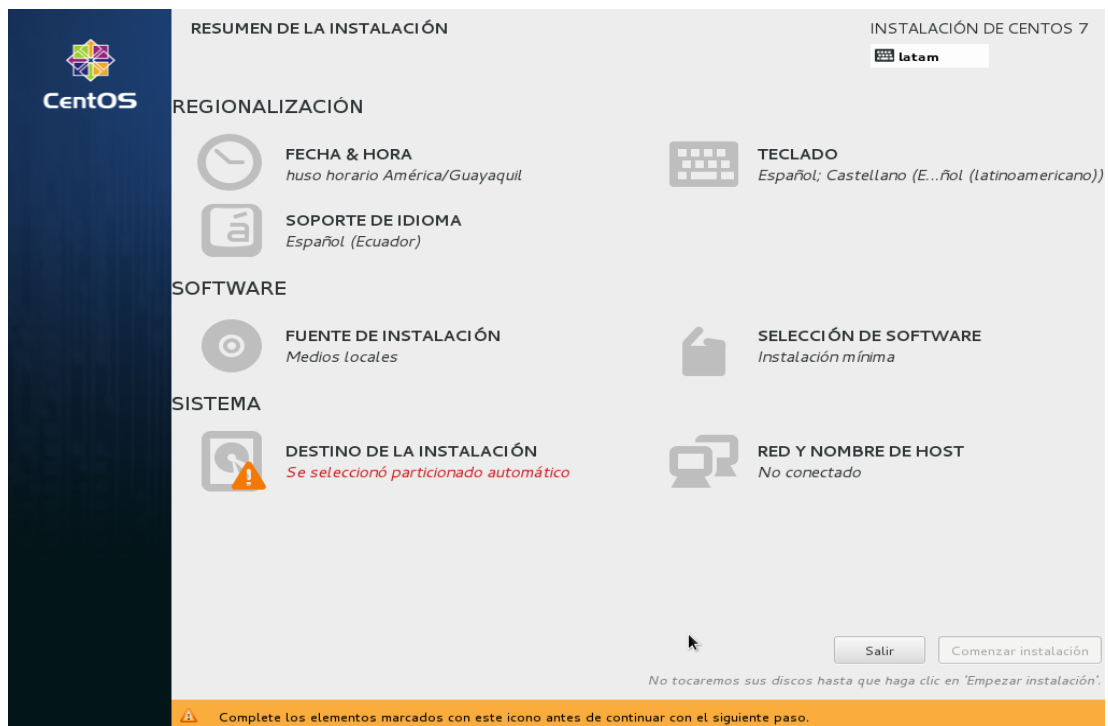 RESUMEN DE LA INSTALACIÓN
INSTALACIÓN DE CENTOS 7
latam
CentOS
REGIONALIZACIÓN
FECHA & HORA
huso horario América/Guayaquil
TECLADO
Español; Castellano (E...ñol (latinoamericano))
SOPORTE DE IDIOMA
Español (Ecuador)
SOFTWARE
FUENTE DE INSTALACIÓN
Medios locales
SELECCIÓN DE SOFTWARE
Instalación mínima
SISTEMA
DESTINO DE LA INSTALACIÓN
Se seleccionó particionado automático
RED Y NOMBRE DE HOST
No conectado
Salir
Comenzar instalación
No tocaremos sus discos hasta que haga clic en 'Empezar instalación'.
Complete los elementos marcados con este icono antes de continuar con el siguiente paso.